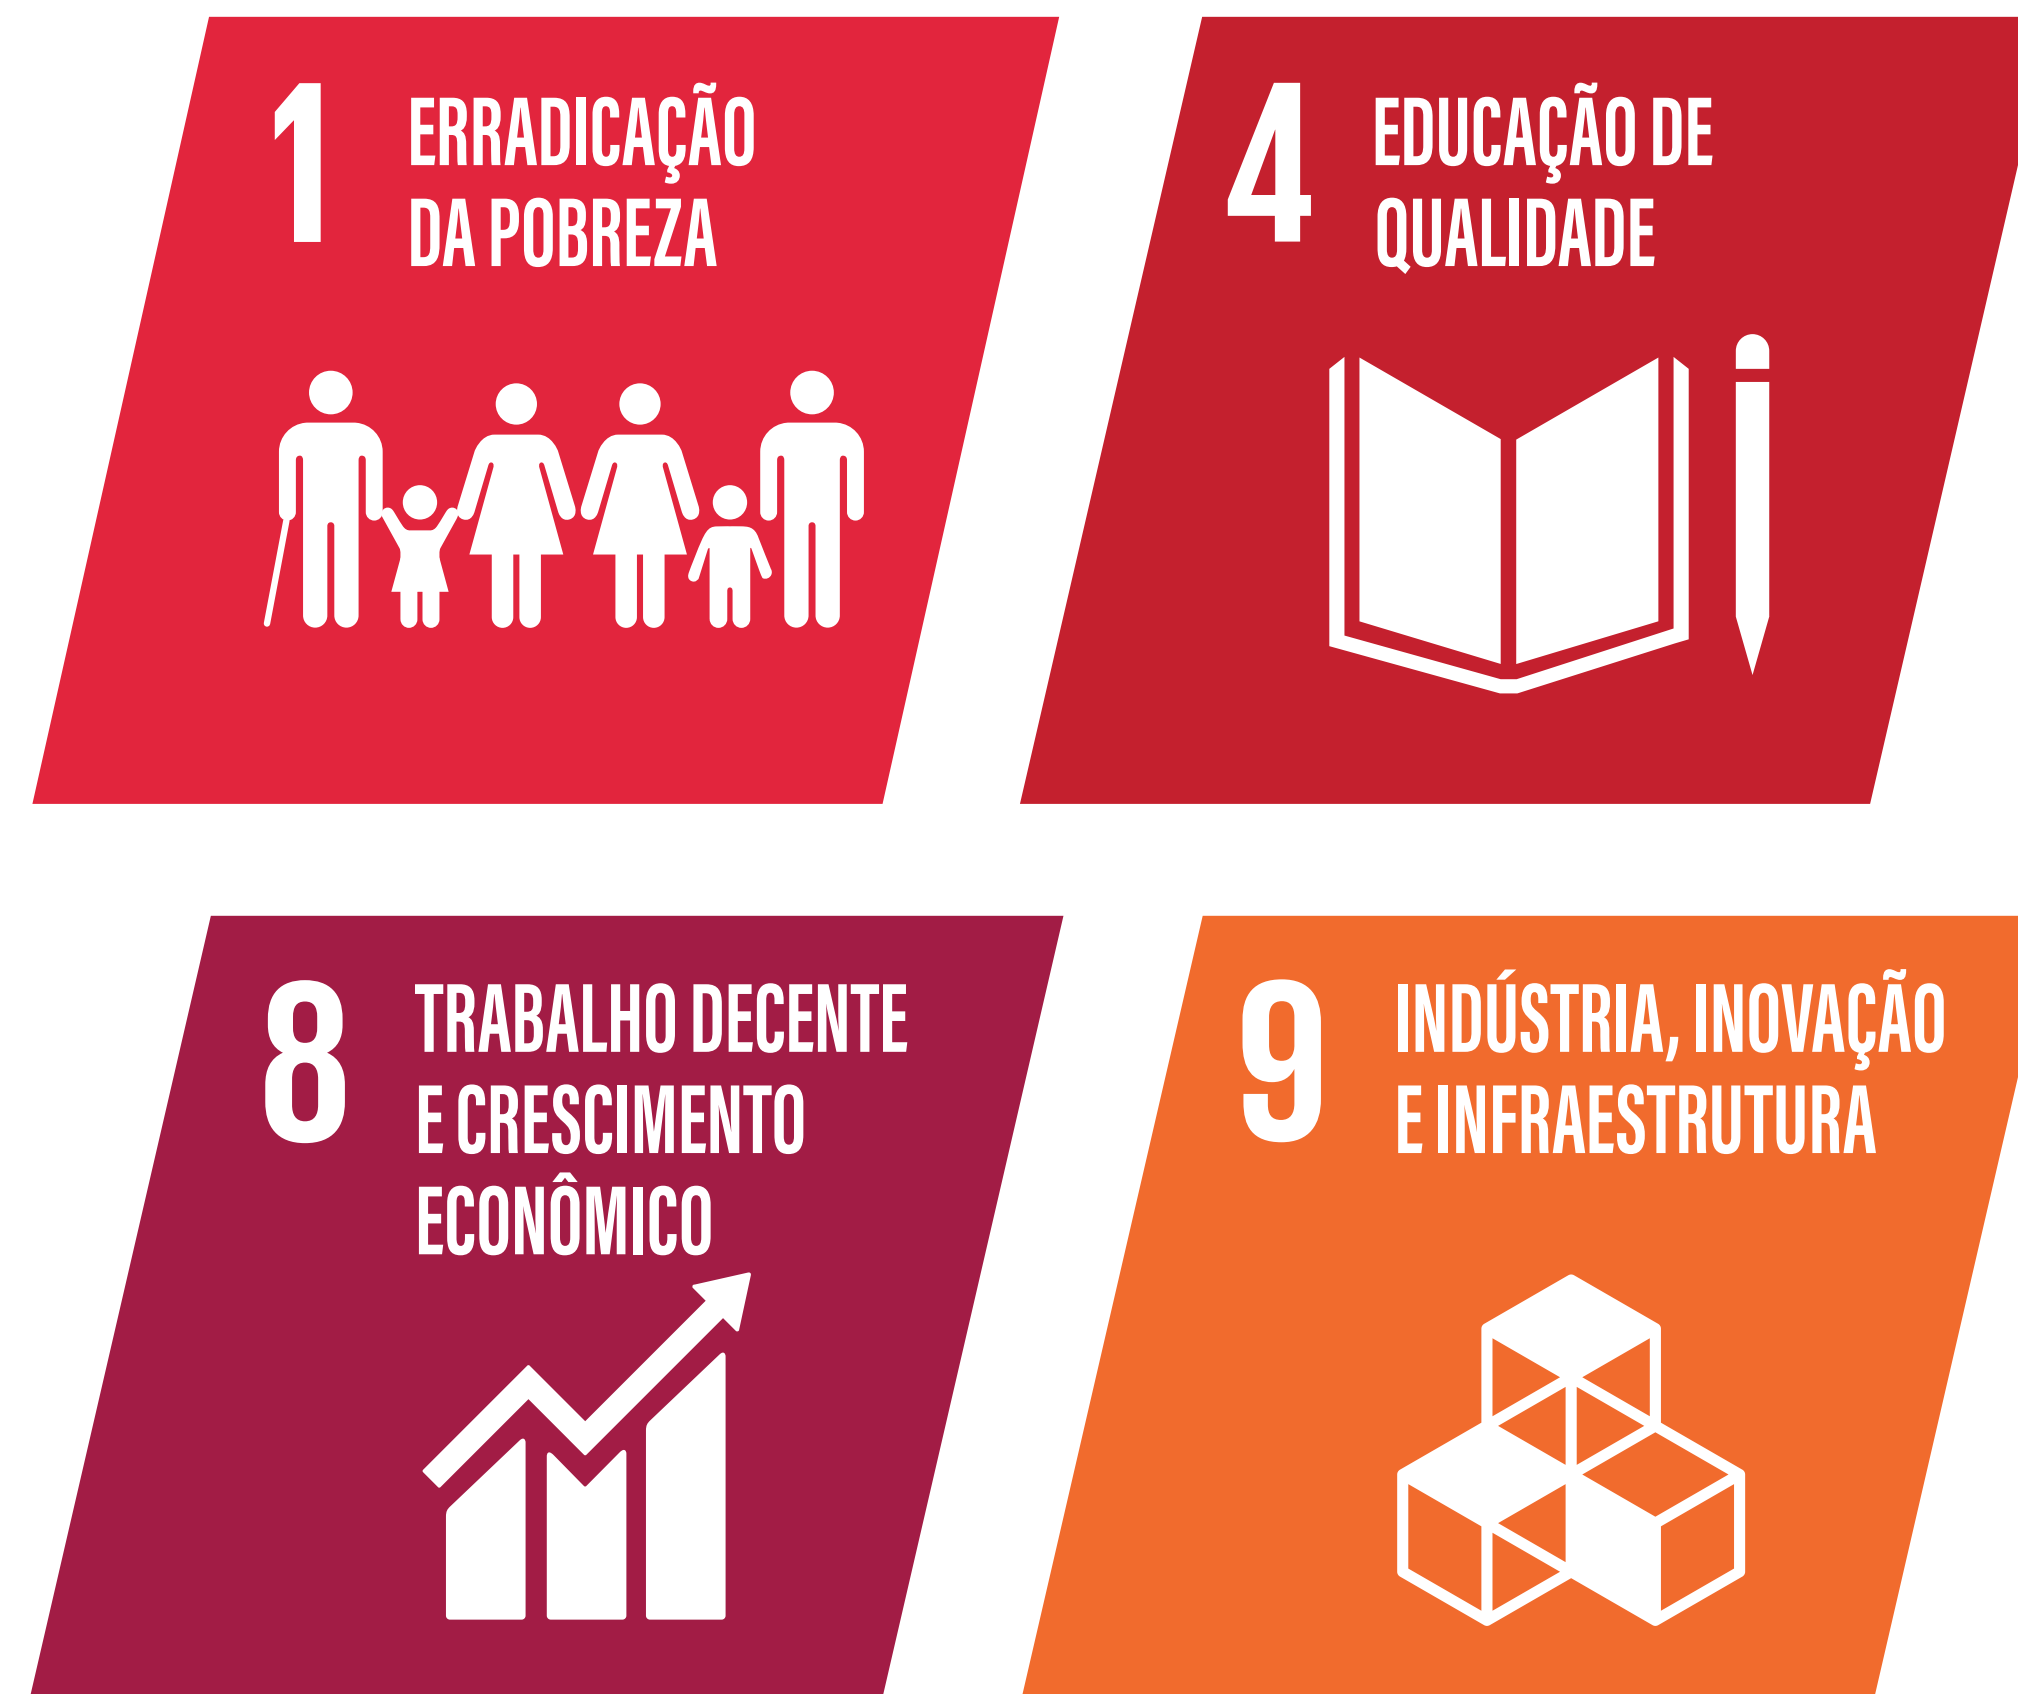 1
ERRADICAÇÃO
DA POBREZA
4
EDUCAÇÃO DE
QUALIDADE
8
TRABALHO DECENTE
E CRESCIMENTO
ECONÔMICO
9
INDÚSTRIA, INOVAÇÃO
E INFRAESTRUTURA